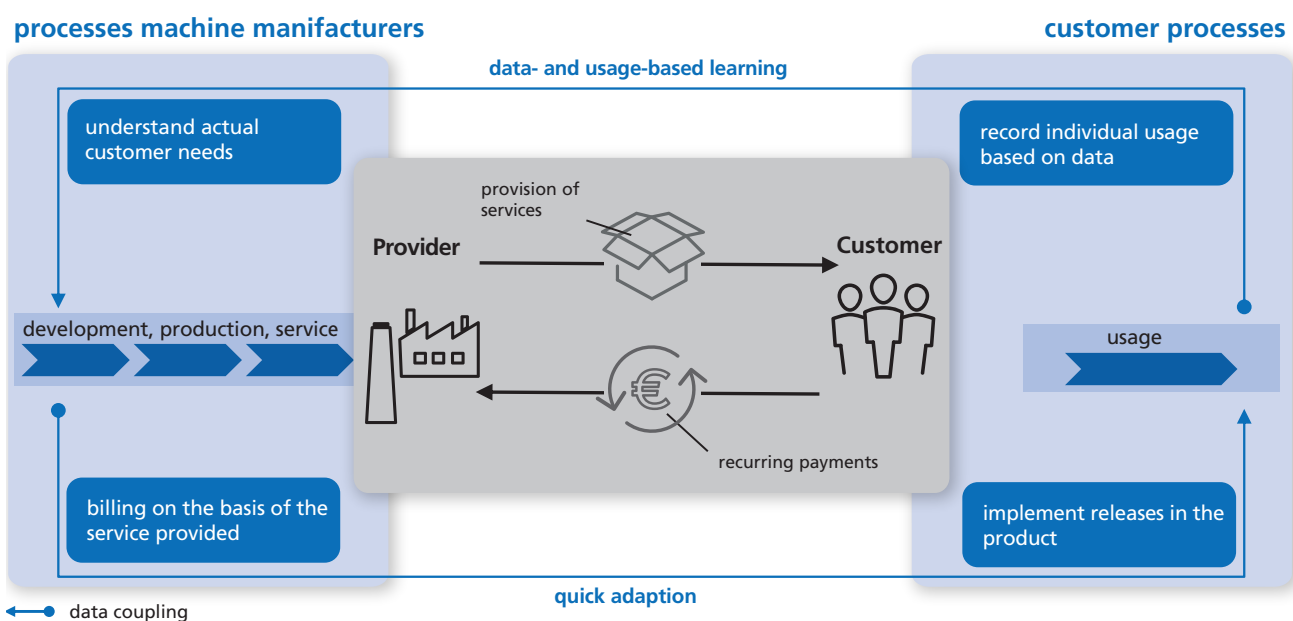 processes machine manifacturers
customer processes
data- and usage-based learning
understand actual
customer needs
record individual usage
based on data
provision of
services
Provider
Customer
development, production, service
usage
€
recurring payments
billing on the basis of the
service provided
implement releases in the
product
quick adaption
data coupling